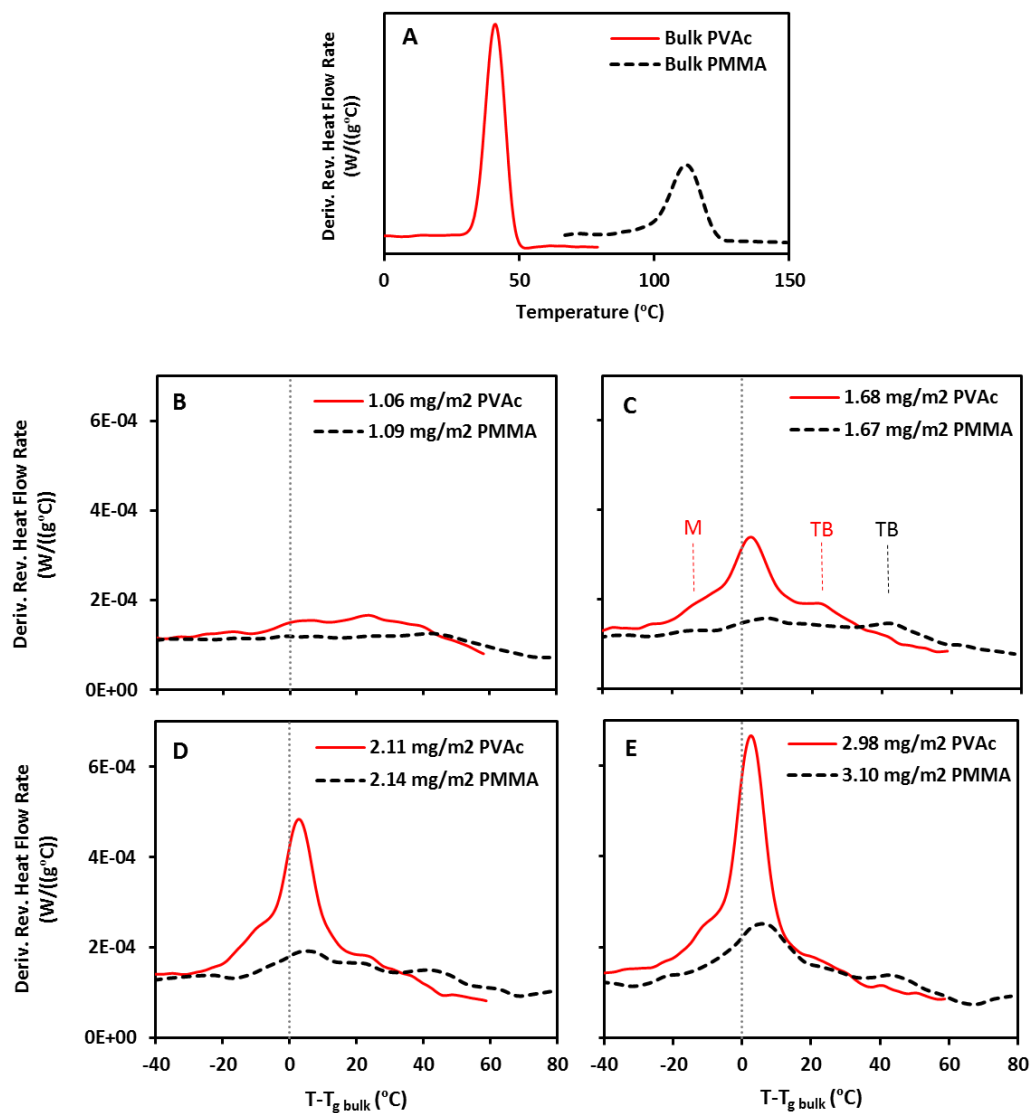 A
Bulk PVAc
Bulk PMMA
Deriv. Rev. Heat Flow Rate
(W/((g°C))
0
50
100
150
Temperature (°C)
B
1.06 mg/m2 PVAc
1.09 mg/m2 PMMA
6E-04
4E-04
2E-04
0E+00
Deriv. Rev. Heat Flow Rate
(W/((g°C))
C
1.68 mg/m2 PVAc
1.67 mg/m2 PMMA
M
TB
TB
D
2.11 mg/m2 PVAc
2.14 mg/m2 PMMA
6E-04
4E-04
2E-04
0E+00
Deriv. Rev. Heat Flow Rate
(W/((g°C))
-40
-20
0
20
40
60
80
T-Tg bulk (°C)
E
2.98 mg/m2 PVAc
3.10 mg/m2 PMMA
-40
-20
0
20
40
60
80
T-Tg bulk (°C)